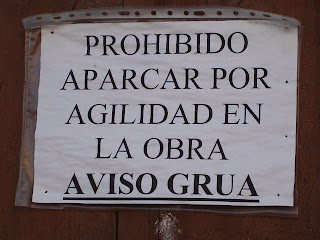 PROHIBIDO
APARCAR POR
AGILIDAD EN
LA OBRA
AVISO GRUA